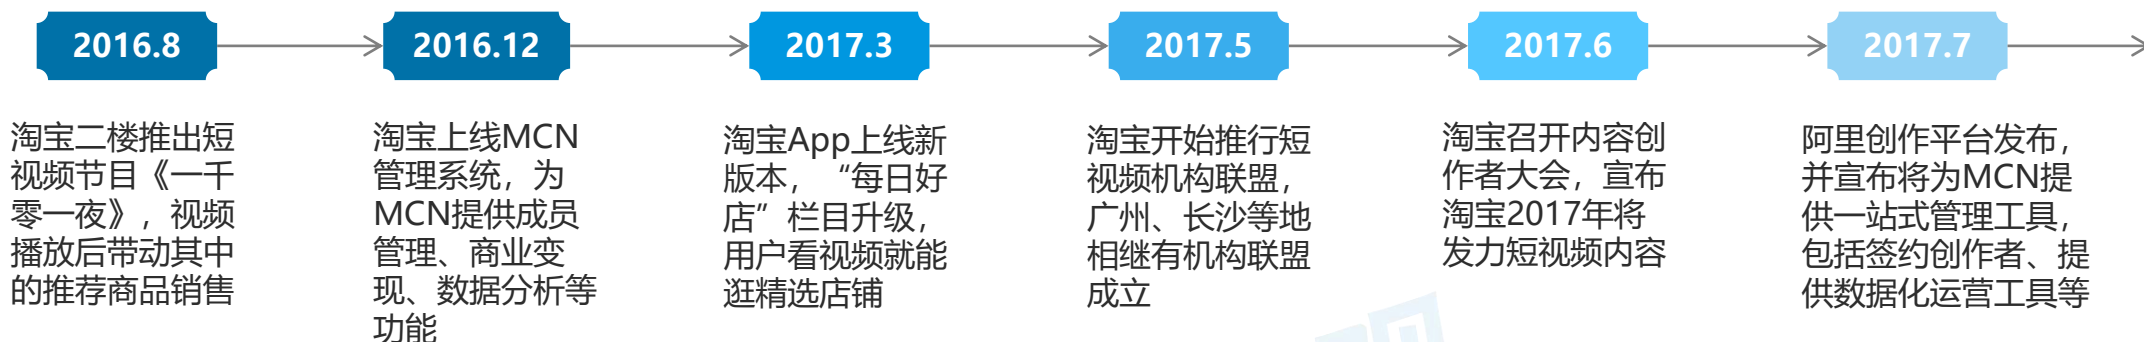 2016.8
淘宝二楼推出短
视频节目《一千
零一夜》，视频
播放后带动其中
的推荐商品销售
2016.12
淘宝上线MCN
管理系统，为
MCN提供成员
管理、商业变
现、数据分析等
功能
2017.3
淘宝App上线新
版本，“每日好
店”栏目升级，
用户看视频就能
逛精选店铺
2017.5
淘宝开始推行短
视频机构联盟，
广州、长沙等地
相继有机构联盟
成立
2017.6
淘宝召开内容创
作者大会，宣布
淘宝2017年将
发力短视频内容
2017.7
阿里创作平台发布，
并宣布将为MCN提
供一站式管理工具，
包括签约创作者、提
供数据化运营工具等